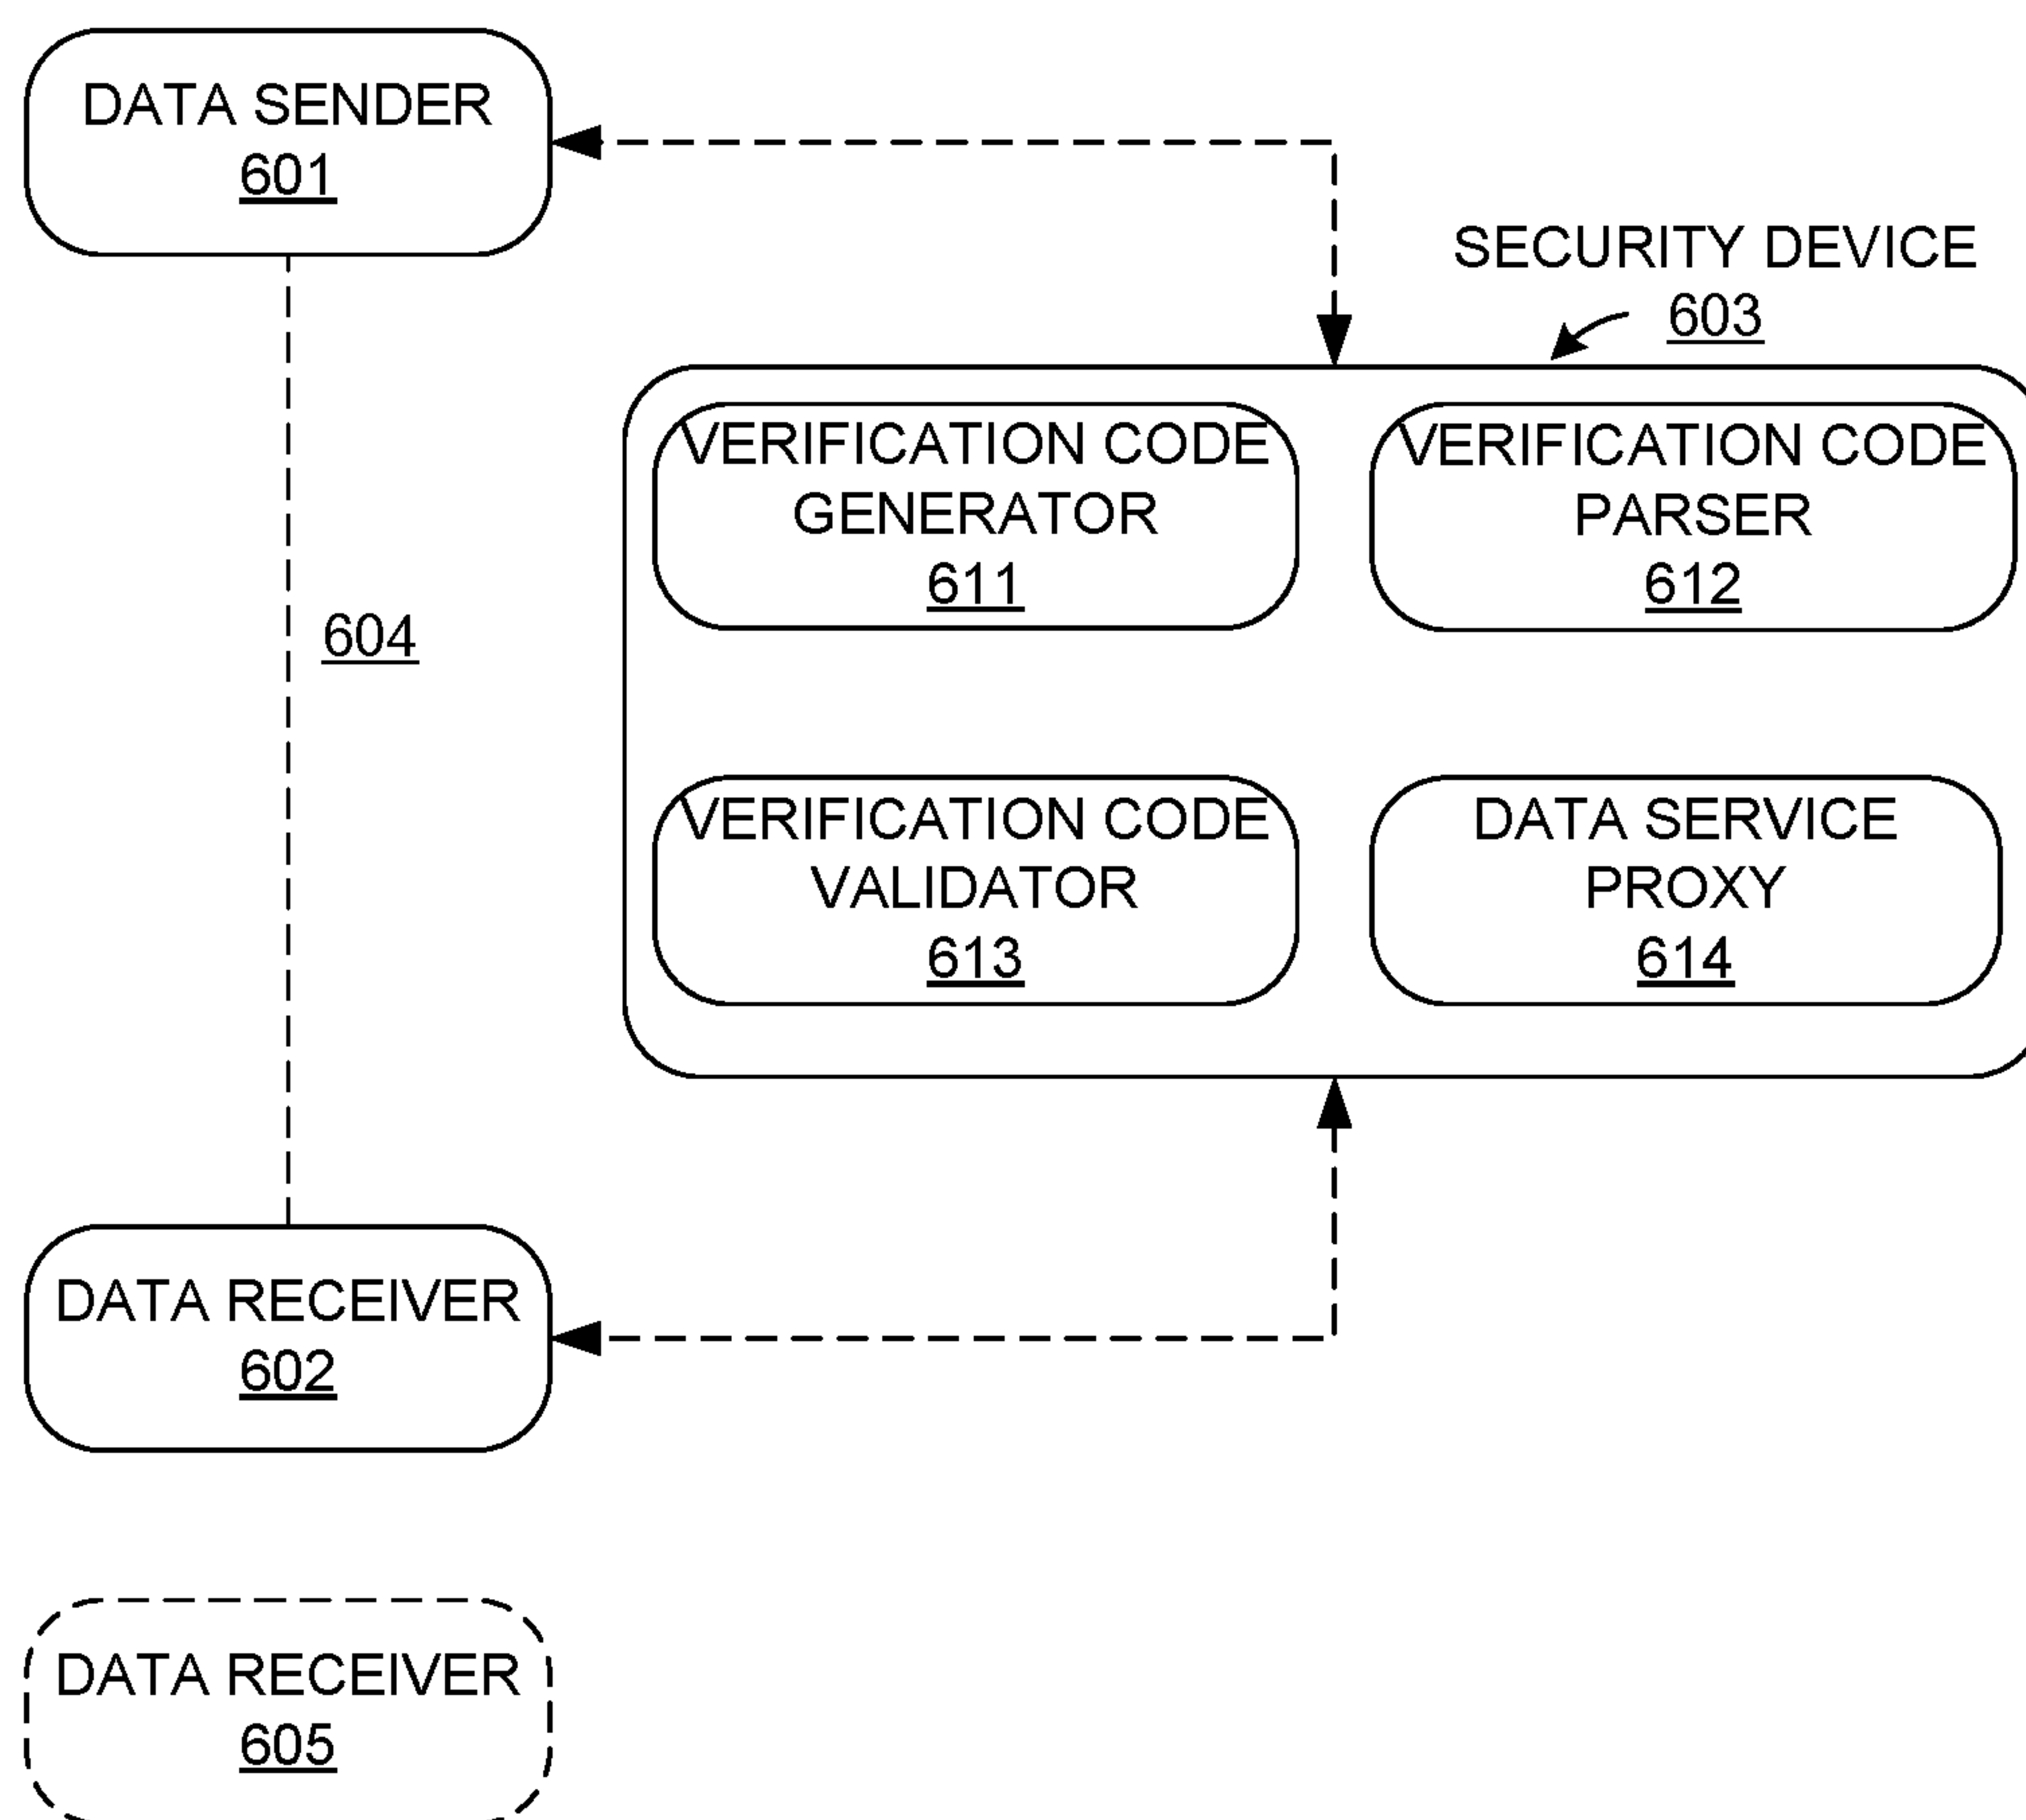 DATA SENDER
601
SECURITY DEVICE
603
VERIFICATION CODE
GENERATOR
611
VERIFICATION CODE
PARSER
612
604
VERIFICATION CODE
VALIDATOR
613
DATA SERVICE
PROXY
614
DATA RECEIVER
602
DATA RECEIVER
605